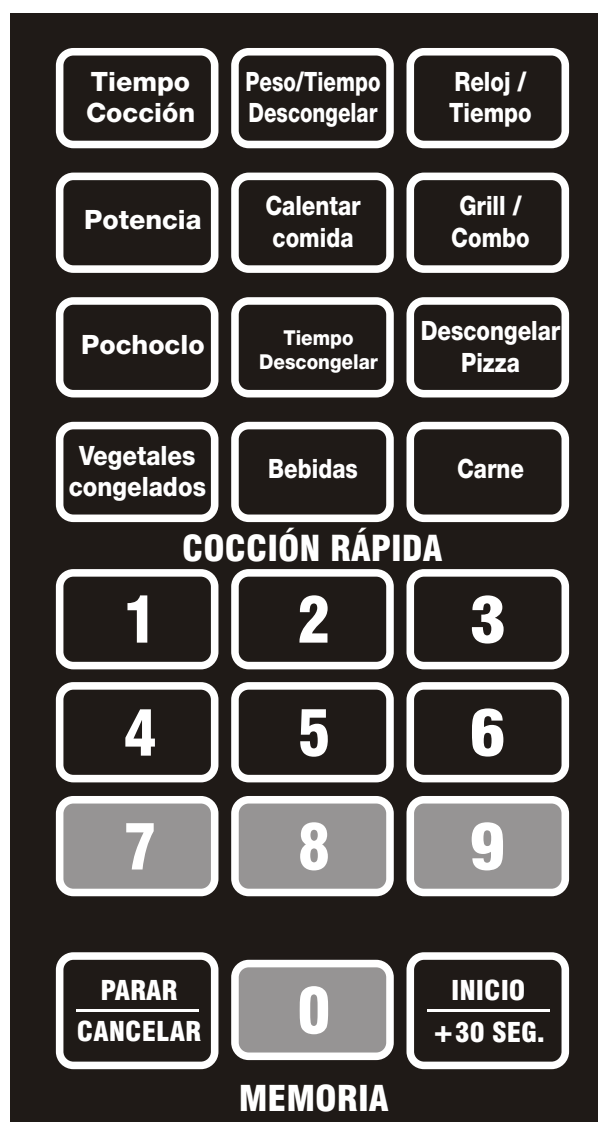 Tiempo
Cocción
Peso/Tiempo
Descongelar
Reloj /
Tiempo
Potencia
Calentar
comida
Grill /
Combo
Pochoclo
Tiempo
Descongelar
Descongelar
Pizza
Vegetales
congelados
Bebidas
Carne
COCCIÓN RÁPIDA
1
2
3
4
5
6
7
8
9
PARAR
CANCELAR
0
INICIO
+30 SEG.
MEMORIA